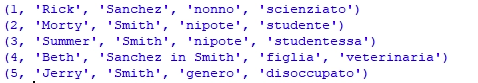 (1, 'Rick', 'Sanchez', 'nonno', 'scienziato')
(2, 'Morty', 'Smith', 'nipote', 'studente')
(3, 'Summer', 'Smith', 'nipote', 'studentessa')
(4, 'Beth', 'Sanchez in Smith', 'figlia', 'veterinaria')
(5, 'Jerry', 'Smith', 'genero', 'disoccupato')